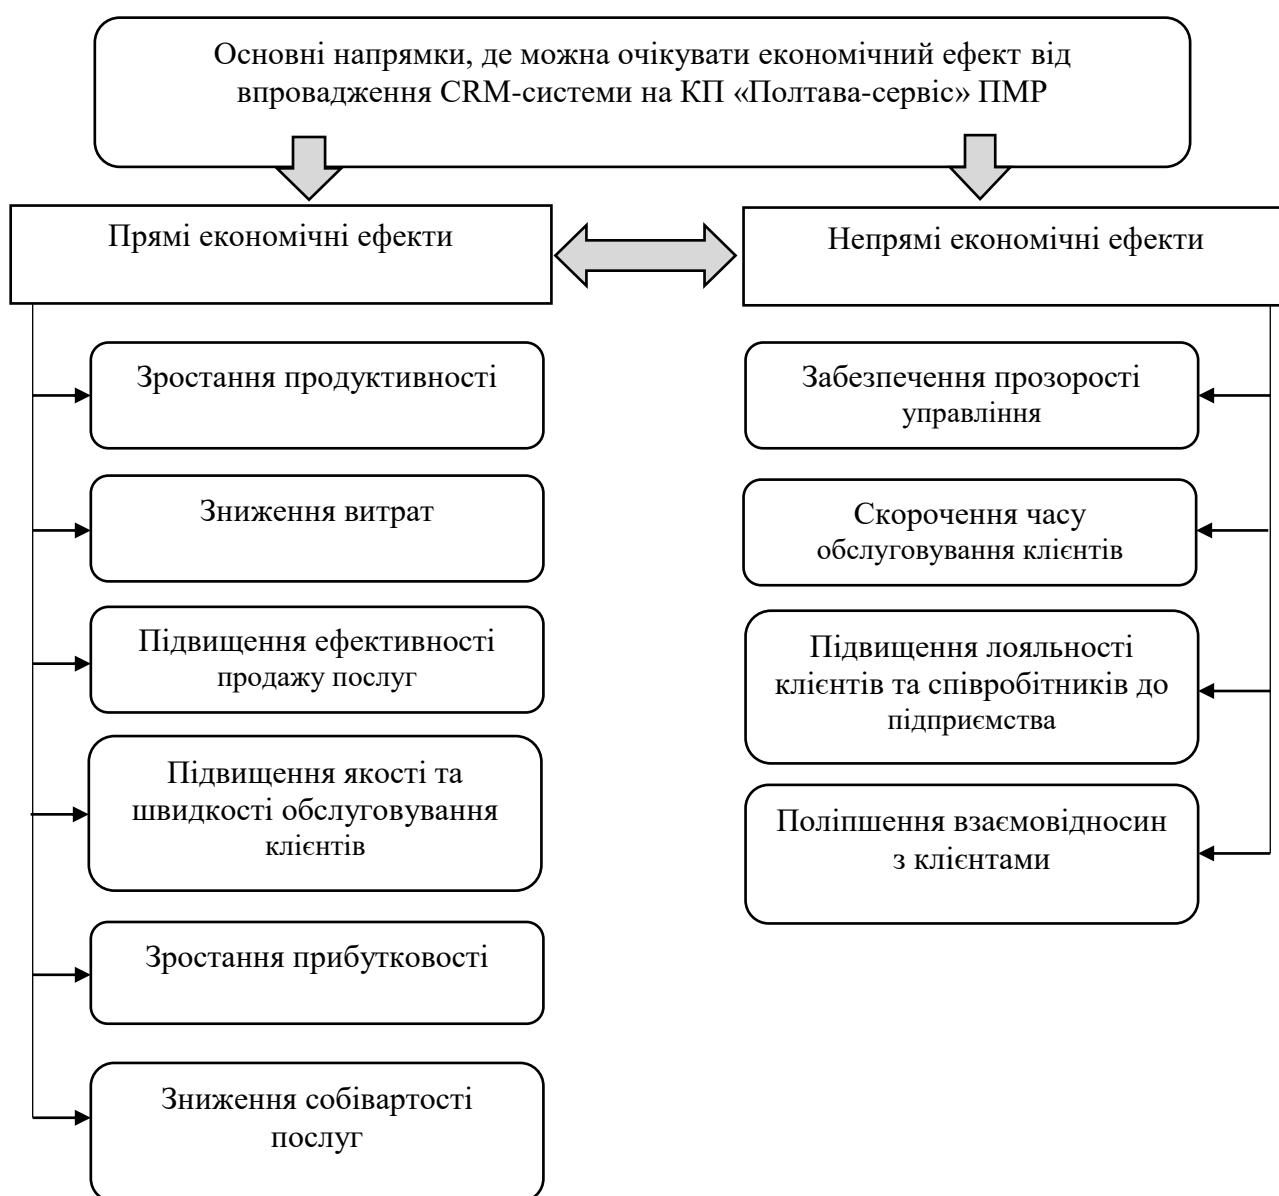 Основні напрямки, де можна очікувати економічний ефект від
впровадження CRM-системи на КП «Полтава-сервіс» ПМР
Прямі економічні ефекти
Зростання продуктивності
Зниження витрат
Підвищення ефективності
продажу послуг
Підвищення якості та
швидкості обслуговування
клієнтів
Зростання прибутковості
Зниження собівартості
послуг
Непрямі економічні ефекти
Забезпечення прозорості
управління
Скорочення часу
обслуговування клієнтів
Підвищення лояльності
клієнтів та співробітників до
підприємства
Поліпшення взаємовідносин
з клієнтами